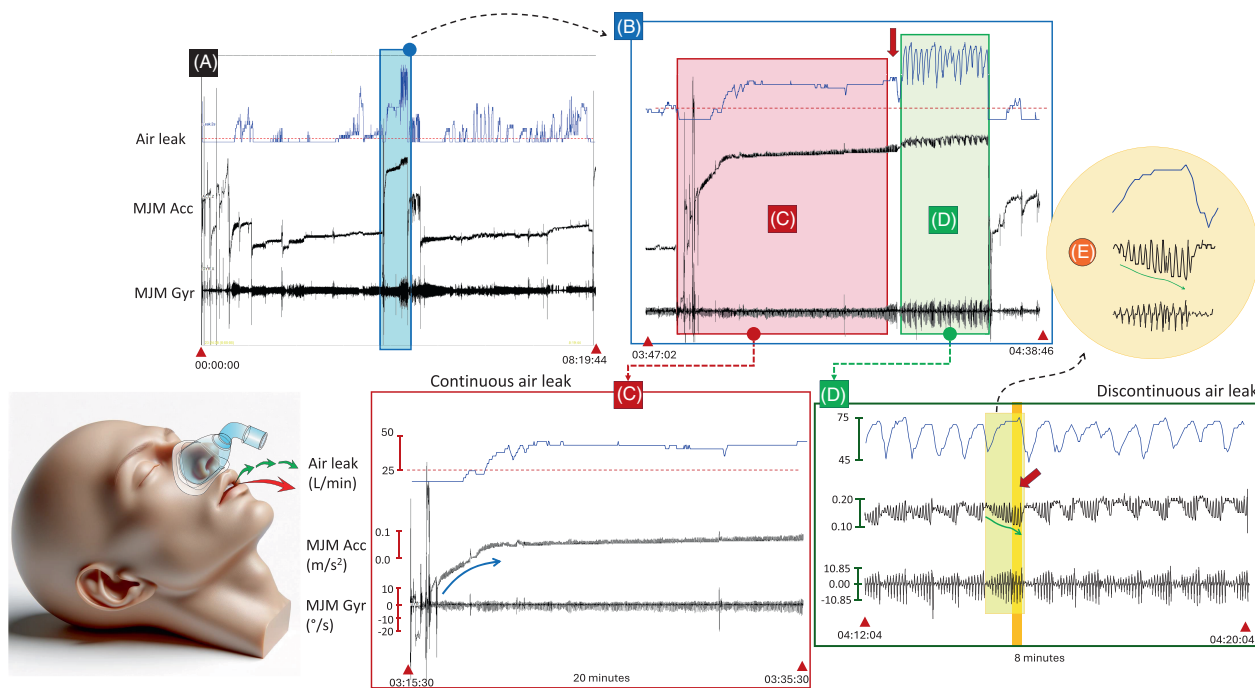 (A)
Air leak
MJM Acc
MJM Gyr
00:00:00
08:19:44
(B)
(C)
(D)
03:47:02
04:38:46
(E)
Continuous air leak
(C)
50
25
Air leak
(L/min)
0.1
0.0
MJM Acc
(m/s²)
10
0
-10
-20
MJM Gyr
(°/s)
03:15:30
20 minutes
03:35:30
(D)
Discontinuous air leak
75
45
0.20
0.10
10.85
0.00
-10.85
04:12:04
04:20:04
8 minutes